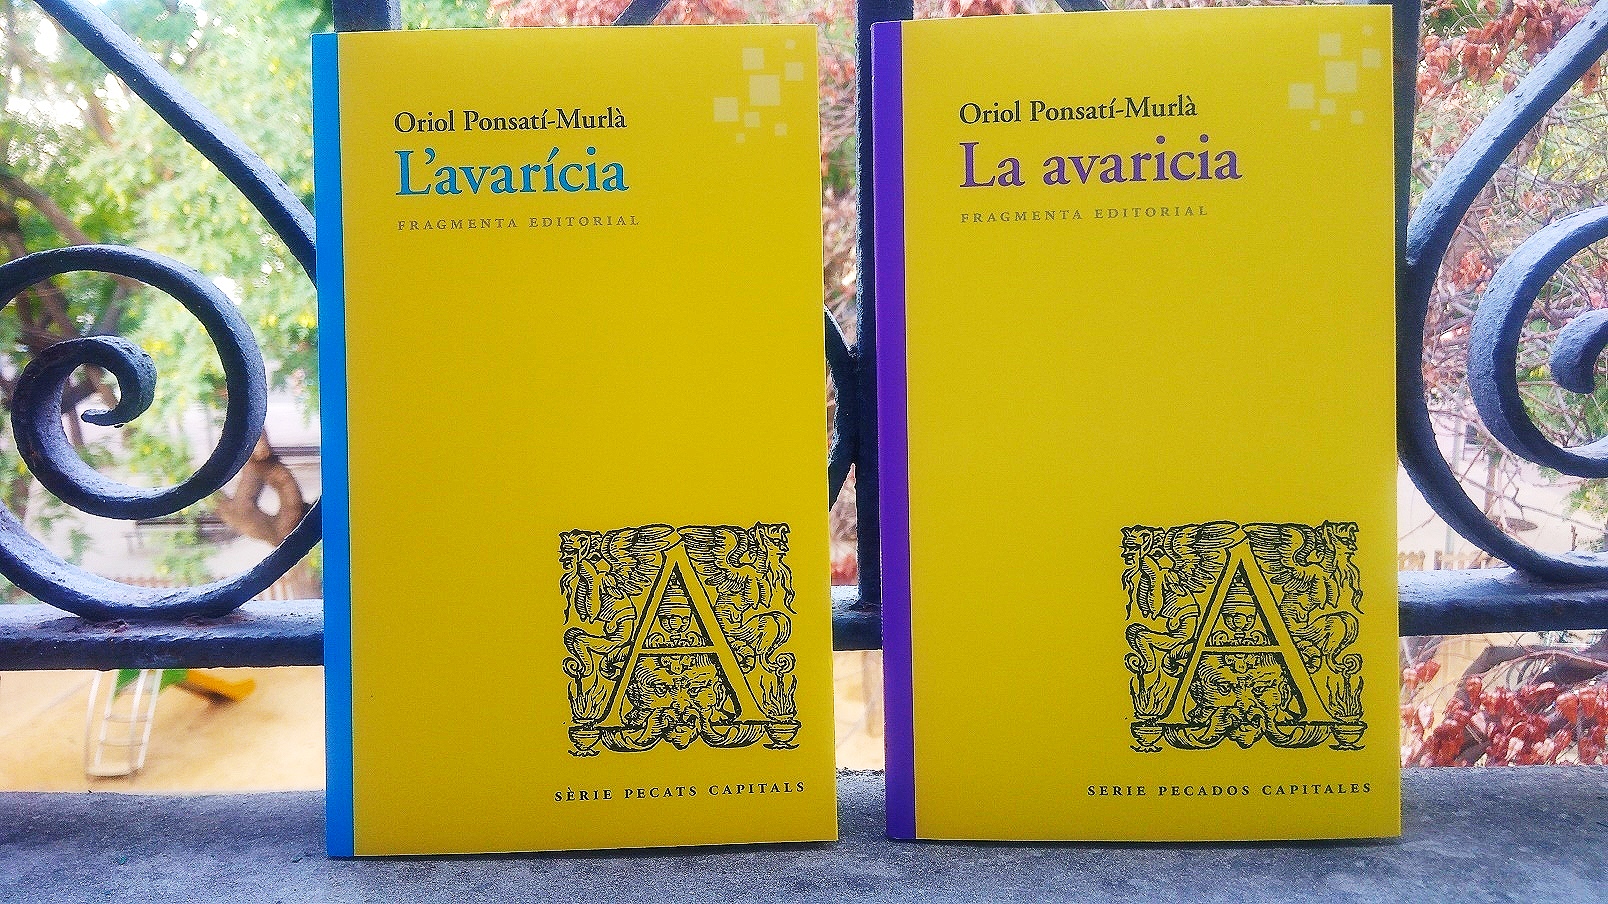 Oriol Ponsatí-Murlà
L'avarícia
FRAGMENTA EDITORIAL
A
SÈRIE PECATS CAPITALS
Oriol Ponsatí-Murlà
La avaricia
FRAGMENTA EDITORIAL
A
SERIE PECADOS CAPITALES